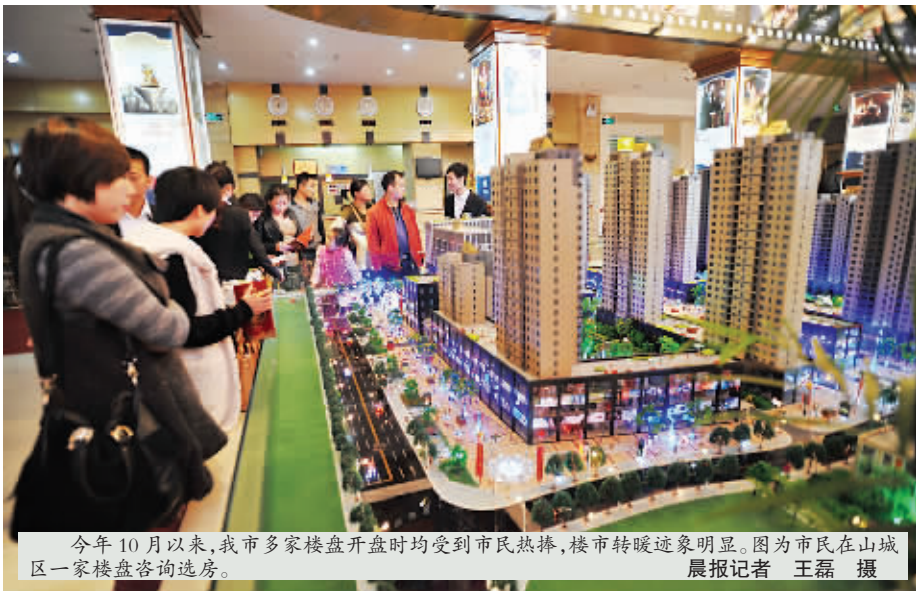 今年10月以来,我市多家楼盘开盘时均受到市民热捧,楼市转暖迹象明显。图为市民在山城
区一家楼盘咨询选房。 晨报记者 王磊 摄